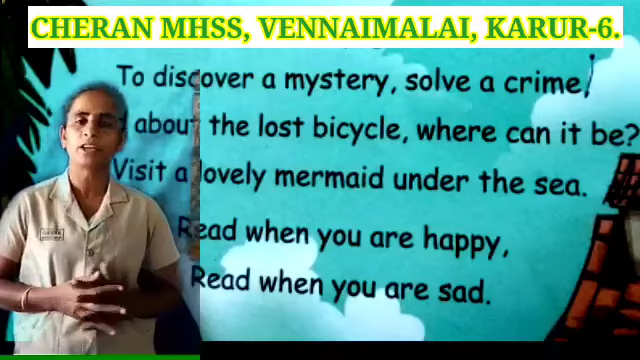 CHERAN MHSS, VENNAIMALAI, KARUR-6.
To discover a mystery, solve a crime,
about the lost bicycle, where can it be?
Visit a lovely mermaid under the sea.
Read when you are happy,
Read when you are sad.